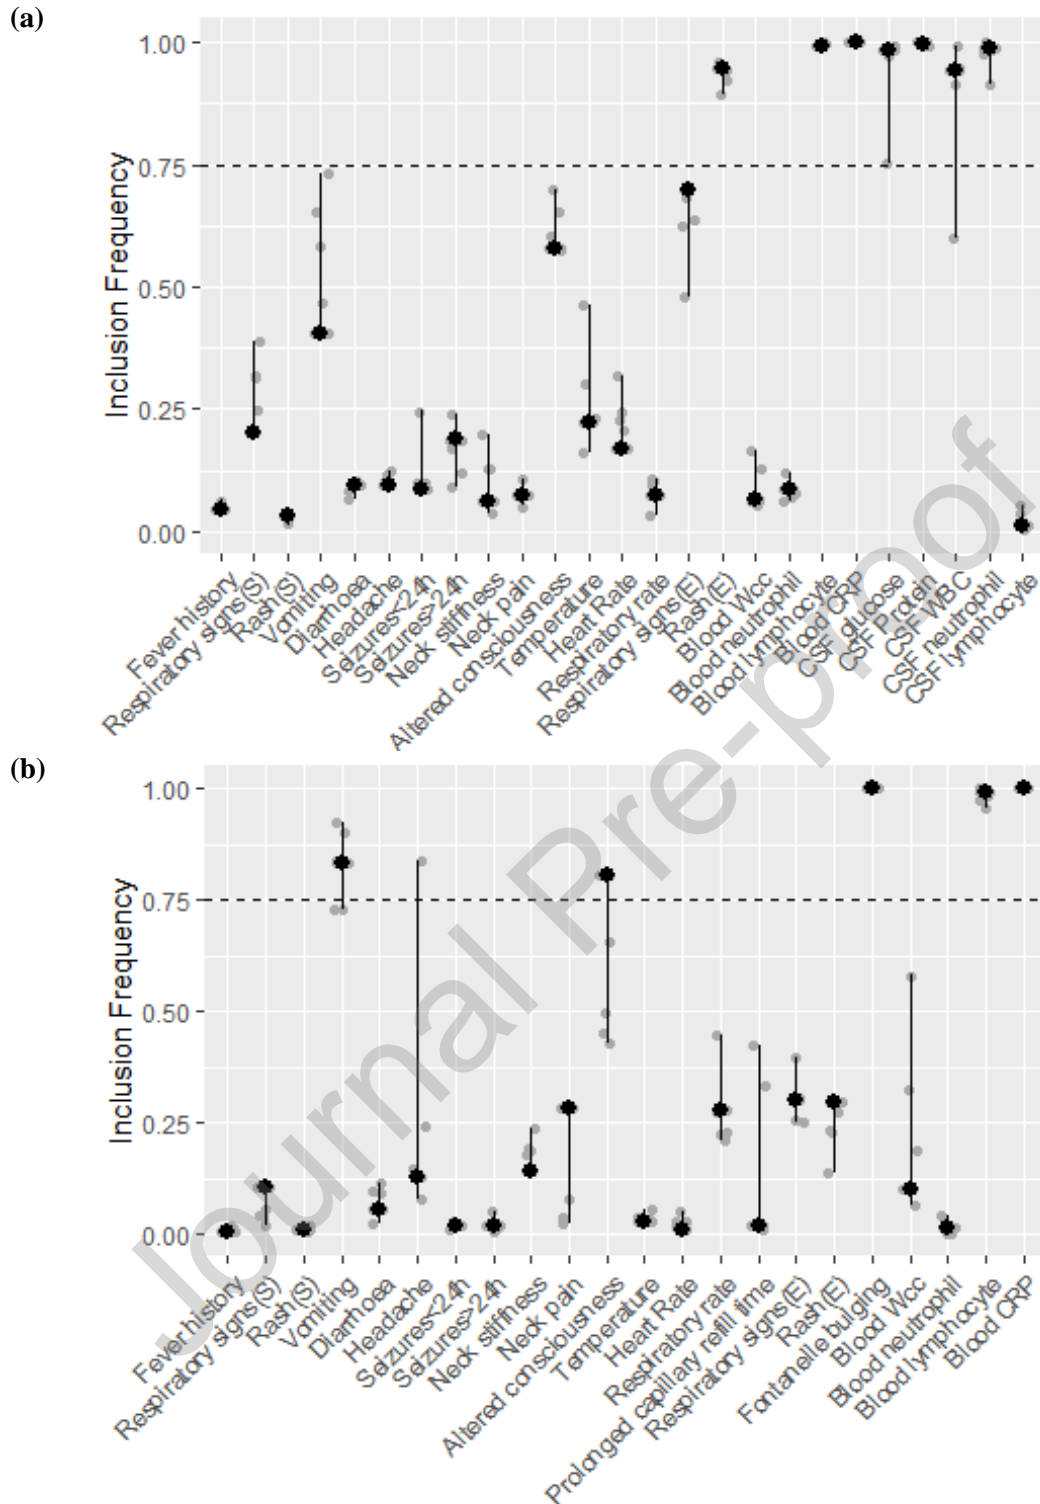 (a)
1.00
0.75
0.50
0.25
0.00
Inclusion Frequency
Fever history
Respiratory signs(S)
Rash(S)
Vomiting
Diarrhoea
Headache
Seizures<24h
Seizures>24h
Neck stiffness
Neck pain
Altered consciousness
Temperature
Heart Rate
Respiratory rate
Respiratory signs(E)
Rash(E)
Blood Wcc
Blood neutrophil
Blood lymphocyte
Blood CRP
CSF glucose
CSF Protein
CSF WBC
CSF neutrophil
CSF lymphocyte
(b)
1.00
0.75
0.50
0.25
0.00
Inclusion Frequency
Fever history
Respiratory signs(S)
Rash(S)
Vomiting
Diarrhoea
Headache
Seizures<24h
Seizures>24h
Neck stiffness
Neck pain
Altered consciousness
Temperature
Heart Rate
Respiratory rate
Prolonged capillary refill time
Respiratory signs(E)
Rash(E)
Fontanelle bulging
Blood Wcc
Blood neutrophil
Blood lymphocyte
Blood CRP
Journal Pre-proof